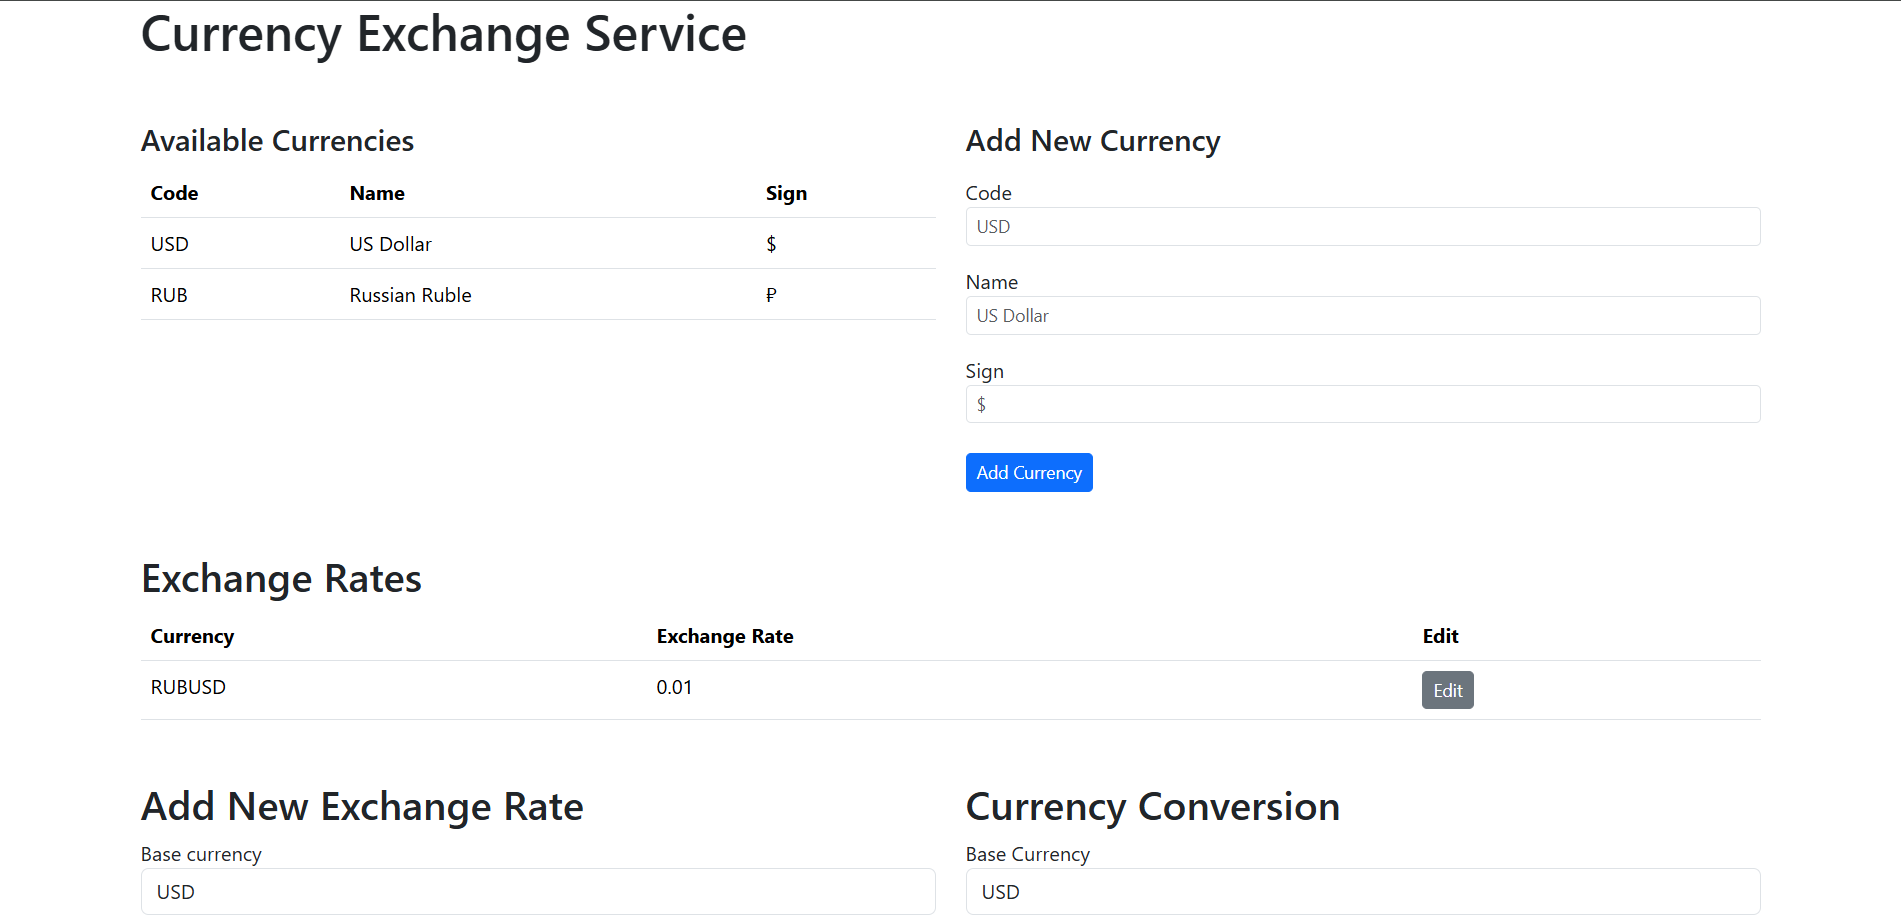 Currency Exchange Service
Available Currencies
Code Name Sign
USD US Dollar $
RUB Russian Ruble ₽
Add New Currency
Code
USD
Name
US Dollar
Sign
$
Add Currency
Exchange Rates
Currency Exchange Rate Edit
RUBUSD 0.01 Edit
Add New Exchange Rate
Base currency
USD
Currency Conversion
Base Currency
USD